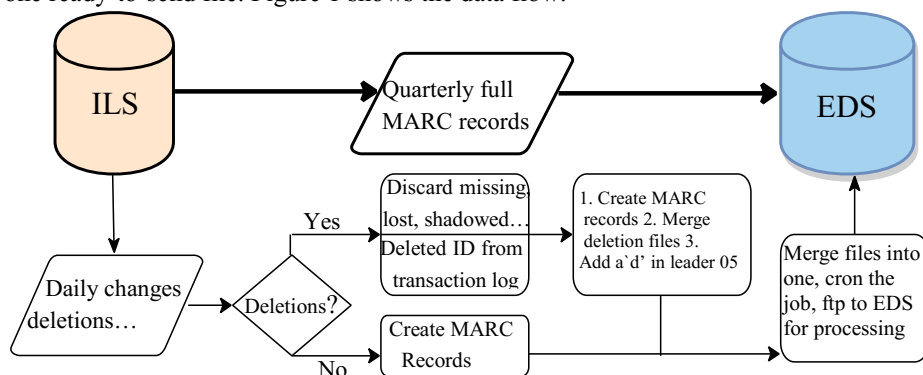 one ready to send file. Figure 1 shows the data flow.
ILS
Quarterly full
MARC records
EDS
Daily changes
deletions…
Deletions?
Yes
No
Discard missing,
lost, shadowed…
Deleted ID from
transaction log
1. Create MARC
records 2. Merge
deletion files 3.
Add a`d’ in leader 05
Create MARC
Records
Merge files into
one, cron the
job, ftp to EDS
for processing